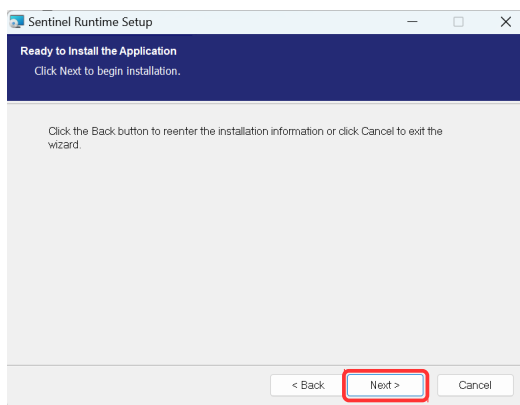 Sentinel Runtime Setup
Ready to Install the Application
Click Next to begin installation.
Click the Back button to reenter the installation information or click Cancel to exit the
wizard.
< Back Next > Cancel